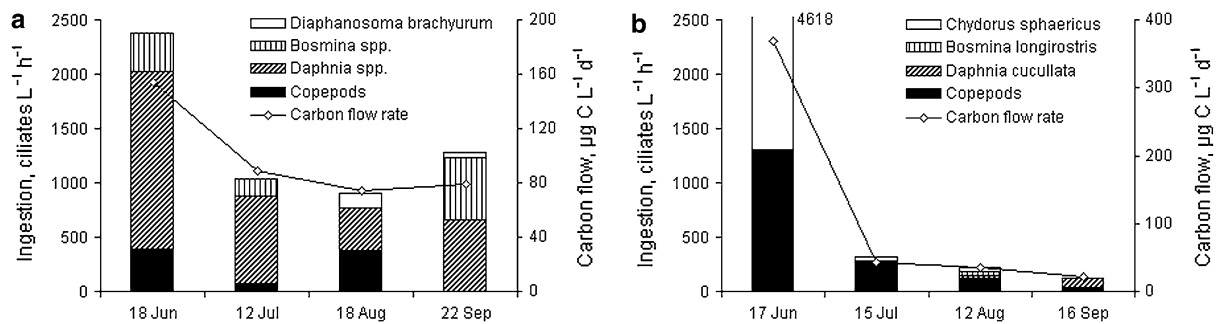 a
Ingestion, ciliates L⁻¹ h⁻¹
2500
2000
1500
1000
500
0
Diaphanosoma brachyurum
Bosmina spp.
Daphnia spp.
Copepods
Carbon flow rate
200
160
120
80
40
0
Carbon flow, µg C L⁻¹ d⁻¹
18 Jun
12 Jul
18 Aug
22 Sep
b
Ingestion, ciliates L⁻¹ h⁻¹
2500
2000
1500
1000
500
0
4618
Chydorus sphaericus
Bosmina longirostris
Daphnia cucullata
Copepods
Carbon flow rate
400
300
200
100
0
Carbon flow, µg C L⁻¹ d⁻¹
17 Jun
15 Jul
12 Aug
16 Sep